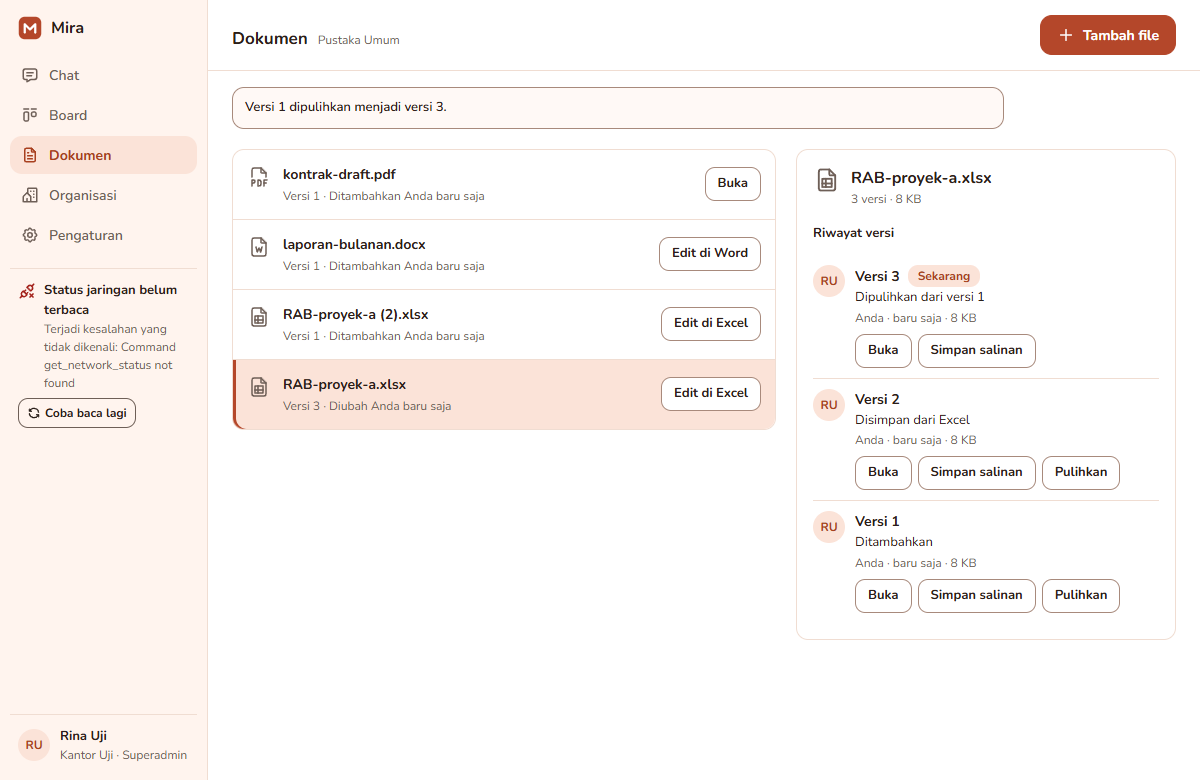 Mira
Chat
Board
Dokumen
Organisasi
Pengaturan
Status jaringan belum
terbaca
Terjadi kesalahan yang
tidak dikenali: Command
get_network_status not
found
Coba baca lagi
RU
Rina Uji
Kantor Uji · Superadmin
Dokumen Pustaka Umum
Tambah file
Versi 1 dipulihkan menjadi versi 3.
PDF
kontrak-draft.pdf
Versi 1 · Ditambahkan Anda baru saja
Buka
W
laporan-bulanan.docx
Versi 1 · Ditambahkan Anda baru saja
Edit di Word
RAB-proyek-a (2).xlsx
Versi 1 · Ditambahkan Anda baru saja
Edit di Excel
RAB-proyek-a.xlsx
Versi 3 · Diubah Anda baru saja
Edit di Excel
RAB-proyek-a.xlsx
3 versi · 8 KB
Riwayat versi
RU
Versi 3 Sekarang
Dipulihkan dari versi 1
Anda · baru saja · 8 KB
Buka Simpan salinan
RU
Versi 2
Disimpan dari Excel
Anda · baru saja · 8 KB
Buka Simpan salinan Pulihkan
RU
Versi 1
Ditambahkan
Anda · baru saja · 8 KB
Buka Simpan salinan Pulihkan